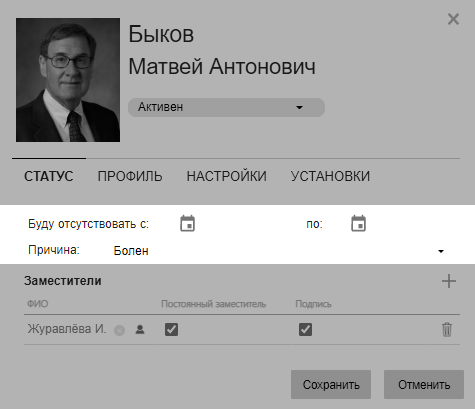 Быков
Матвей Антонович
Активен
СТАТУС ПРОФИЛЬ НАСТРОЙКИ УСТАНОВКИ
Буду отсутствовать с: по:
Причина: Болен
Заместители
ФИО Постоянный заместитель Подпись
Журавлёва И.
Сохранить Отменить